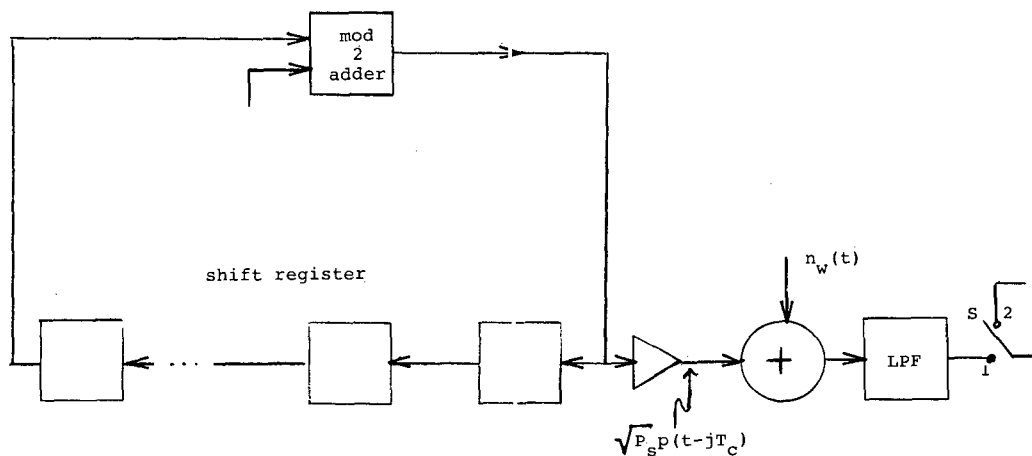 mod
2
adder
shift register
n_w(t)
S
2
1
+
LPF
...
√P_s p(t-jT_c)